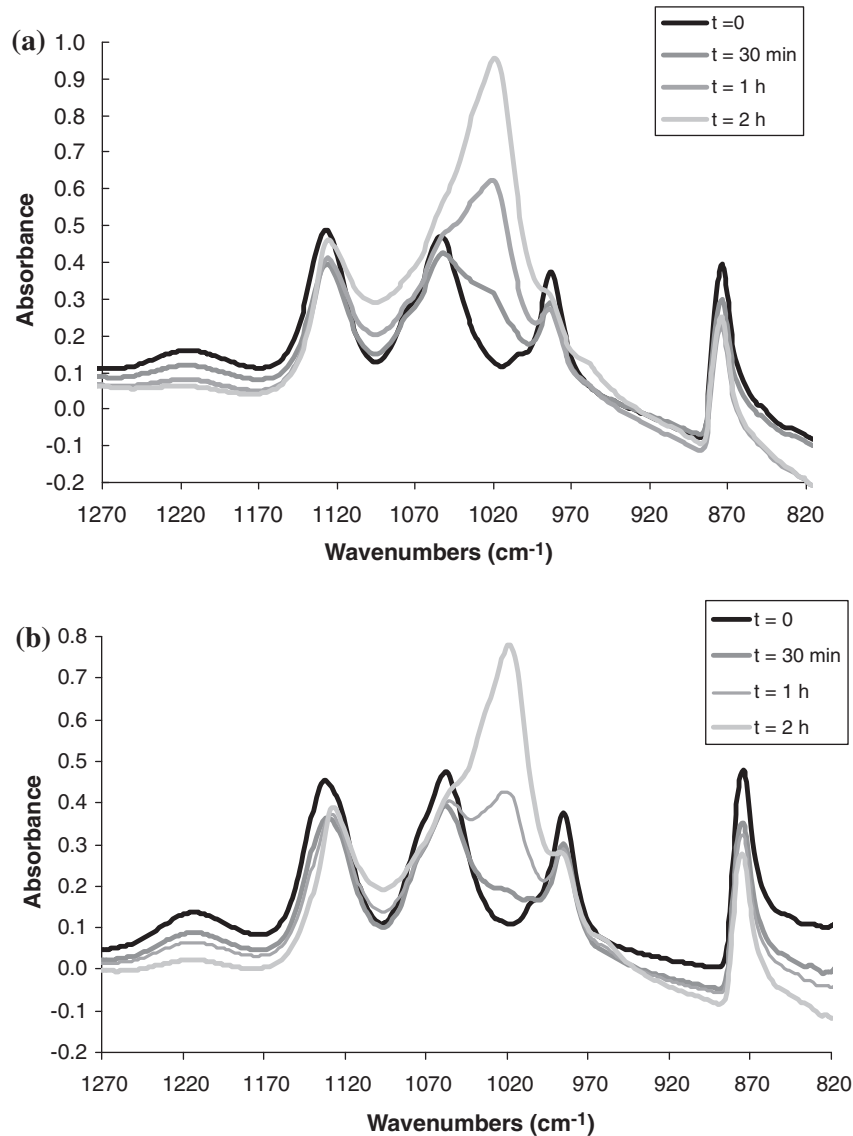 (a)
t =0
t = 30 min
t = 1 h
t = 2 h
1.0
0.9
0.8
0.7
0.6
0.5
0.4
0.3
0.2
0.1
0.0
-0.1
-0.2
Absorbance
1270 1220 1170 1120 1070 1020 970 920 870 820
Wavenumbers (cm-1)
(b)
t = 0
t = 30 min
t = 1 h
t = 2 h
0.8
0.7
0.6
0.5
0.4
0.3
0.2
0.1
0.0
-0.1
-0.2
Absorbance
1270 1220 1170 1120 1070 1020 970 920 870 820
Wavenumbers (cm-1)